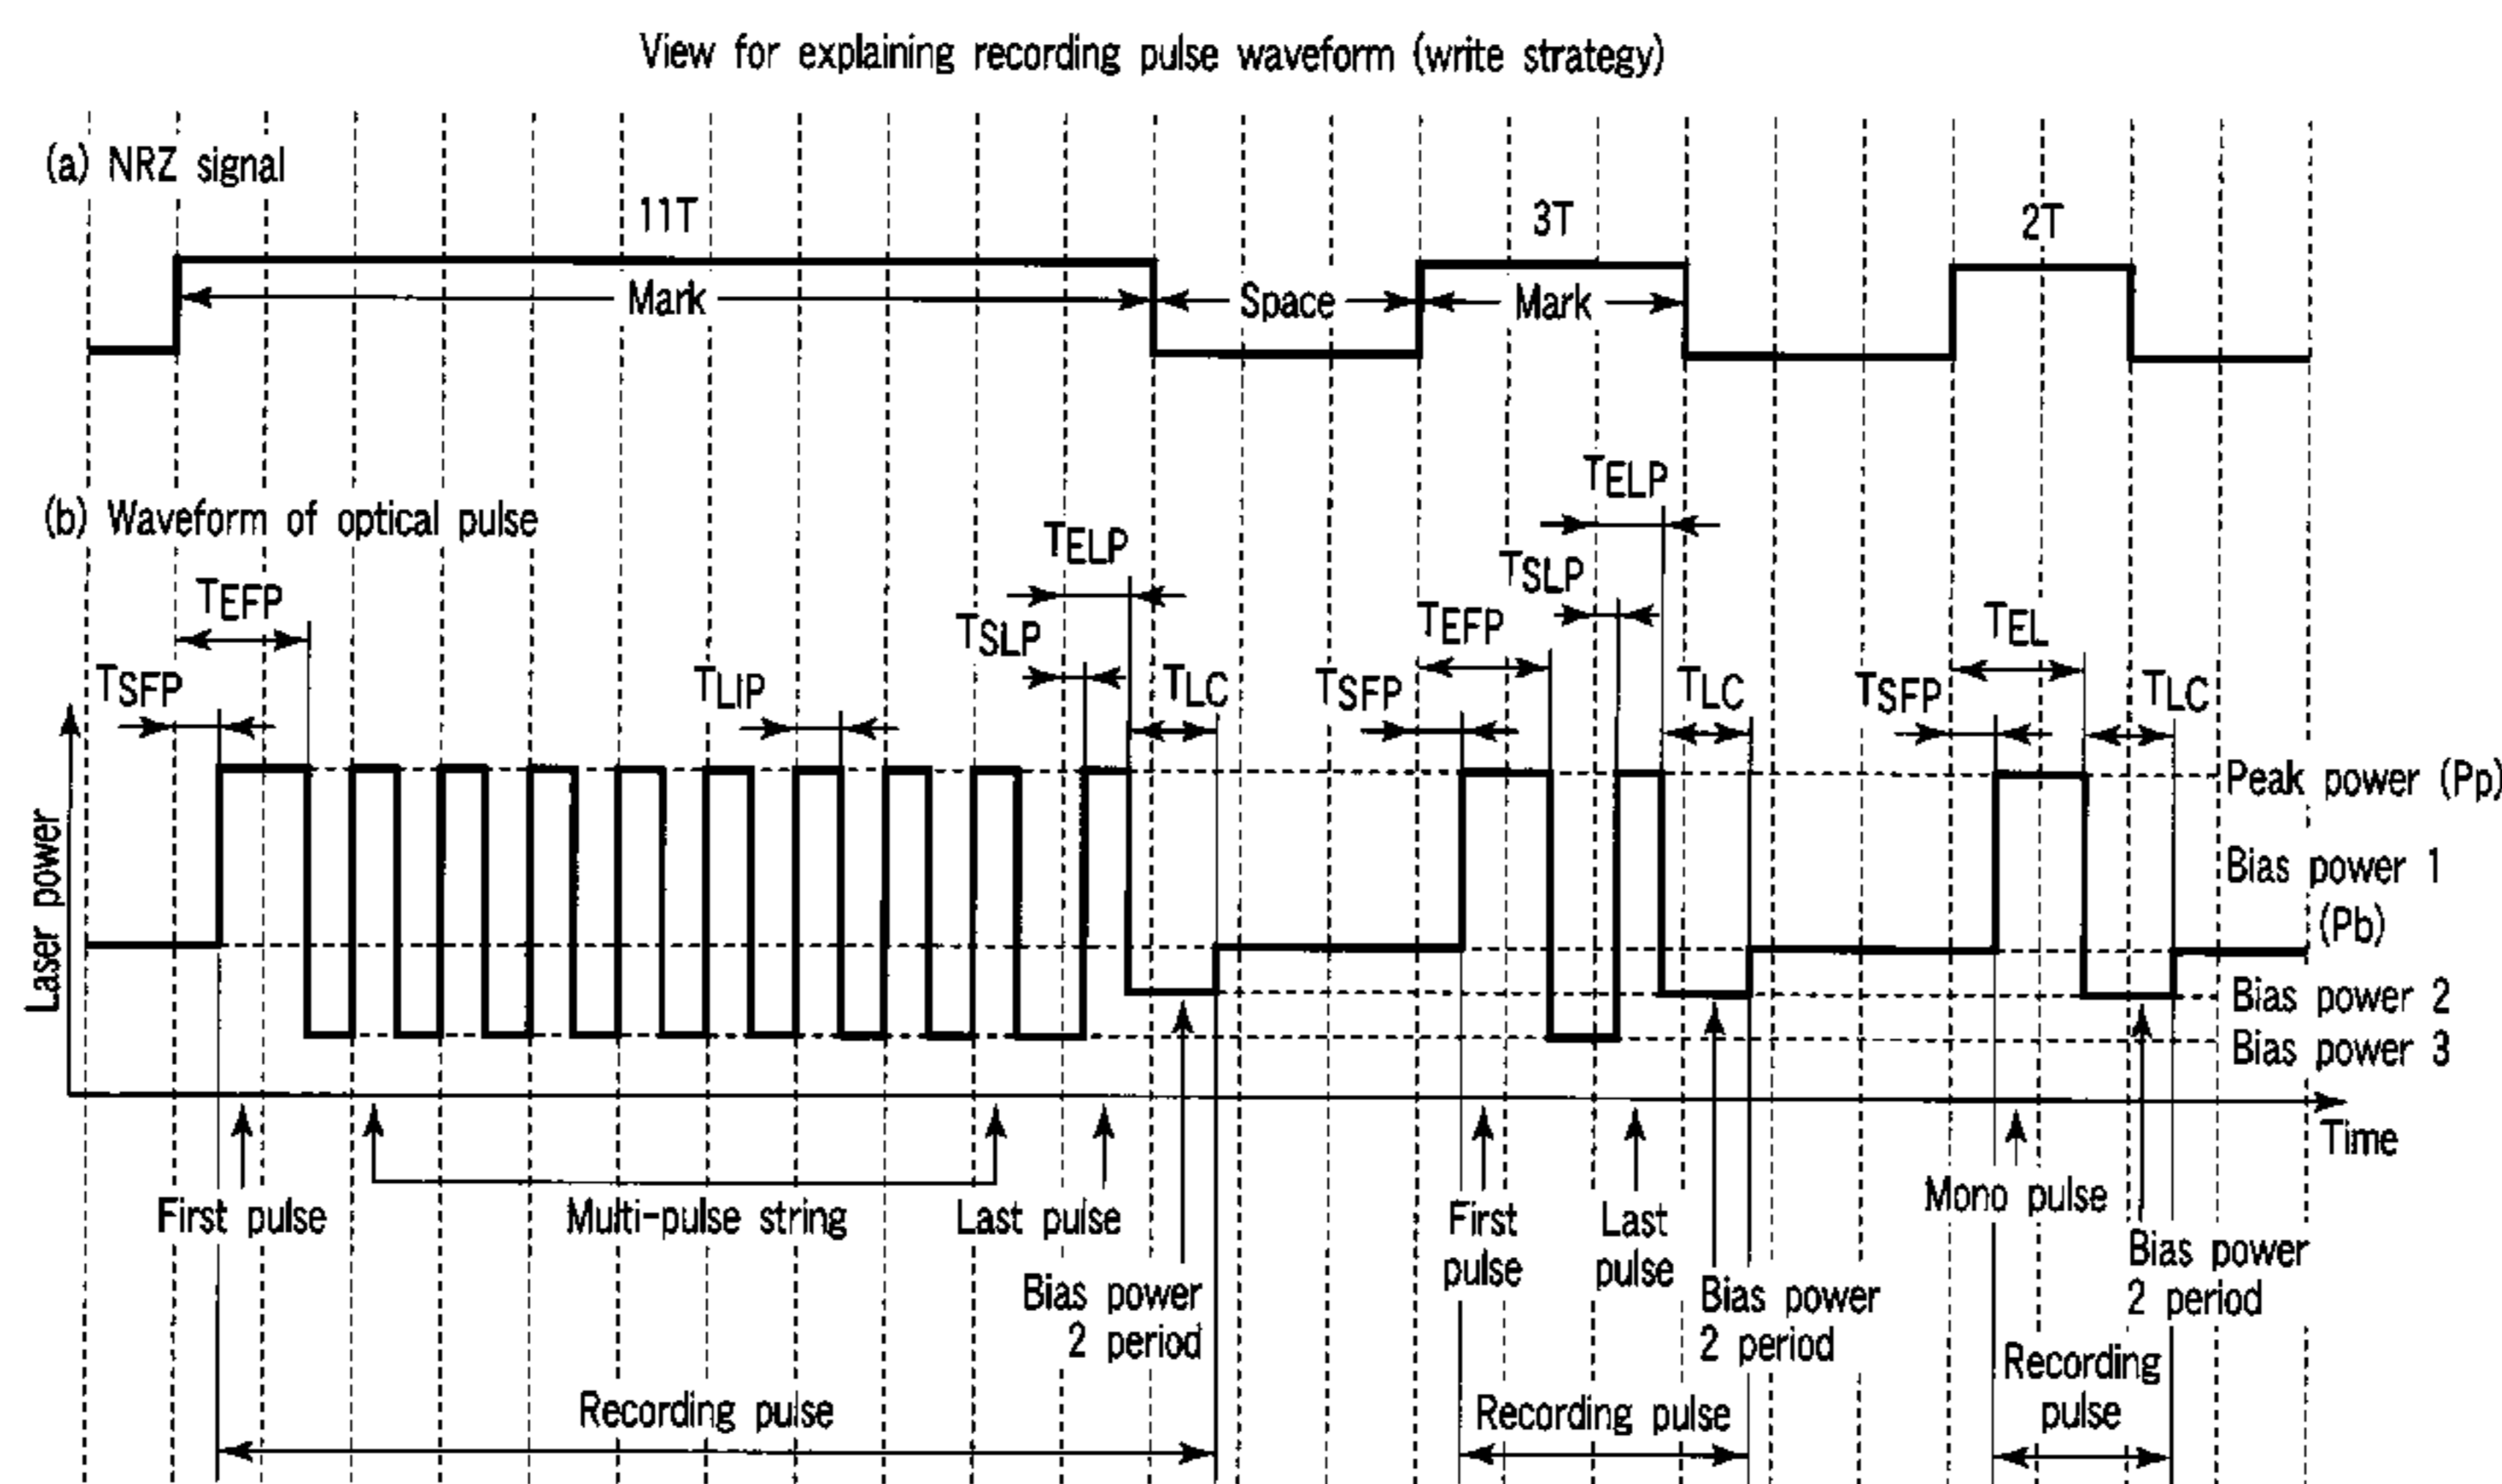 View for explaining recording pulse waveform (write strategy)
(a) NRZ signal
11T
3T
2T
Mark
Space
Mark
(b) Waveform of optical pulse
TELP
TELP
TSLP
TEFP
TSLP
TEFP
TEL
TSFP
TLIP
TLC
TSFP
TLC
TSFP
TLC
Laser power
Peak power (Pp)
Bias power 1
(Pb)
Bias power 2
Bias power 3
Time
First pulse
Multi-pulse string
Last pulse
First
pulse
Last
pulse
Mono pulse
Bias power
2 period
Bias power
2 period
Bias power
2 period
Recording pulse
Recording pulse
Recording
pulse